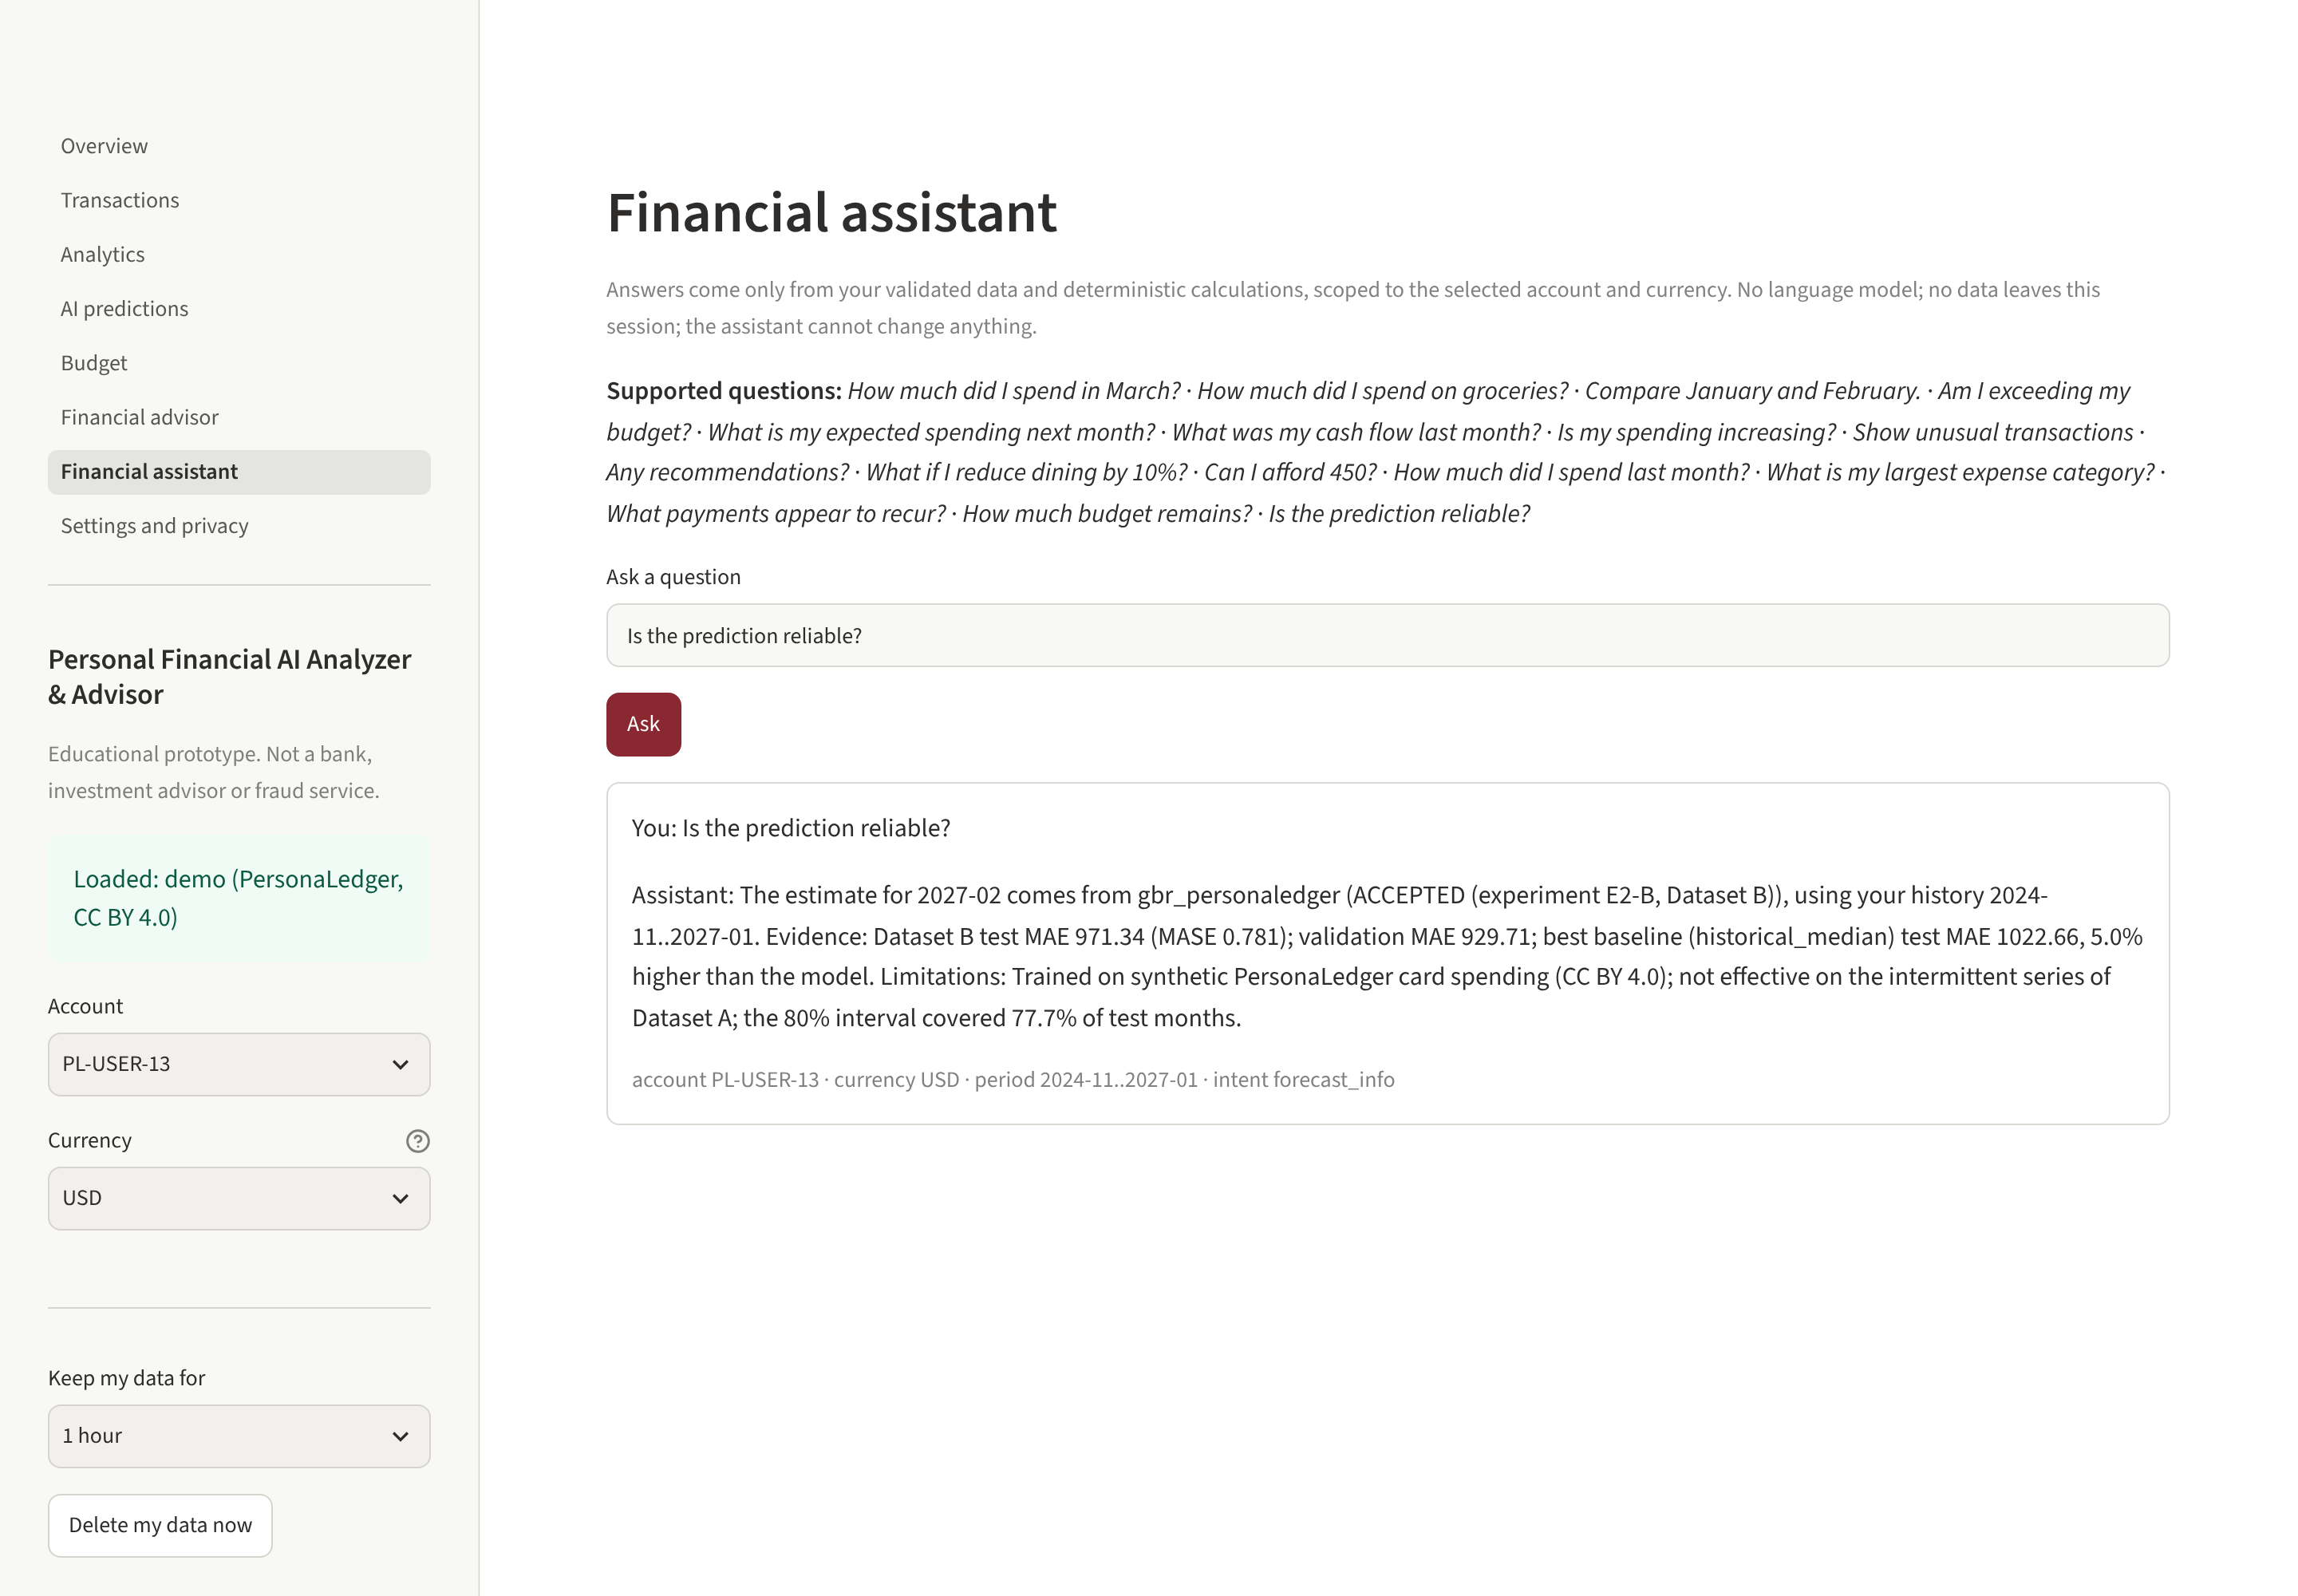 Overview
Transactions
Analytics
AI predictions
Budget
Financial advisor
Financial assistant
Settings and privacy
Personal Financial AI Analyzer
& Advisor
Educational prototype. Not a bank,
investment advisor or fraud service.
Loaded: demo (PersonaLedger,
CC BY 4.0)
Account
PL-USER-13
Currency
USD
Keep my data for
1 hour
Delete my data now
Financial assistant
Answers come only from your validated data and deterministic calculations, scoped to the selected account and currency. No language model; no data leaves this
session; the assistant cannot change anything.
Supported questions: How much did I spend in March? · How much did I spend on groceries? · Compare January and February. · Am I exceeding my
budget? · What is my expected spending next month? · What was my cash flow last month? · Is my spending increasing? · Show unusual transactions ·
Any recommendations? · What if I reduce dining by 10%? · Can I afford 450? · How much did I spend last month? · What is my largest expense category? ·
What payments appear to recur? · How much budget remains? · Is the prediction reliable?
Ask a question
Is the prediction reliable?
Ask
You: Is the prediction reliable?
Assistant: The estimate for 2027-02 comes from gbr_personaledger (ACCEPTED (experiment E2-B, Dataset B)), using your history 2024-
11..2027-01. Evidence: Dataset B test MAE 971.34 (MASE 0.781); validation MAE 929.71; best baseline (historical_median) test MAE 1022.66, 5.0%
higher than the model. Limitations: Trained on synthetic PersonaLedger card spending (CC BY 4.0); not effective on the intermittent series of
Dataset A; the 80% interval covered 77.7% of test months.
account PL-USER-13 · currency USD · period 2024-11..2027-01 · intent forecast_info